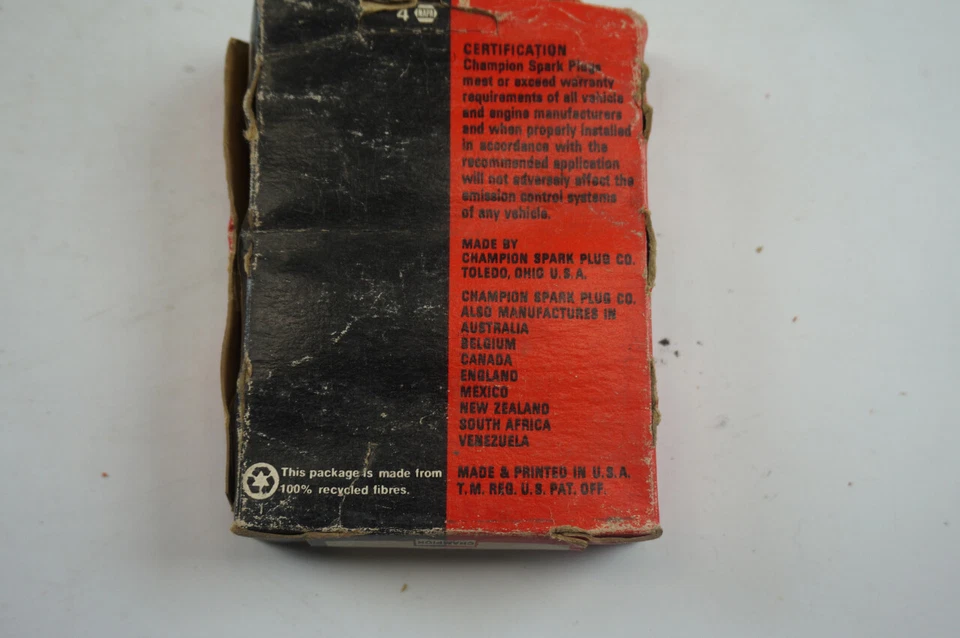 4 NAPA
CERTIFICATION
Champion Spark Plugs
meet or exceed warranty
requirements of all vehicle
and engine manufacturers
and when properly installed
in accordance with the
recommended application
will not adversely affect the
emission control systems
of any vehicle.
MADE BY
CHAMPION SPARK PLUG CO.
TOLEDO, OHIO U.S.A.
CHAMPION SPARK PLUG CO.
ALSO MANUFACTURES IN
AUSTRALIA
BELGIUM
CANADA
ENGLAND
MEXICO
NEW ZEALAND
SOUTH AFRICA
VENEZUELA
MADE & PRINTED IN U.S.A.
T.M. REG. U.S. PAT. OFF.
This package is made from
100% recycled fibres.
CHAMPION